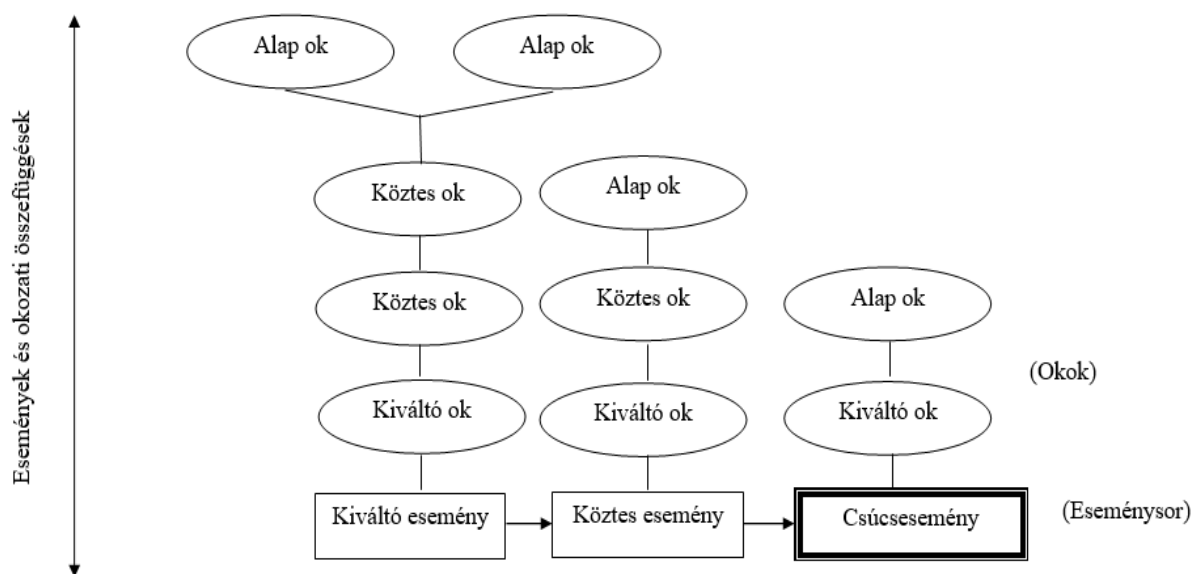 Események és okozati összefüggések
Alap ok
Alap ok
Köztes ok
Alap ok
Köztes ok
Köztes ok
Alap ok
(Okok)
Kiváltó ok
Kiváltó ok
Kiváltó ok
Kiváltó esemény
Köztes esemény
Csúcsesemény
(Eseménysor)